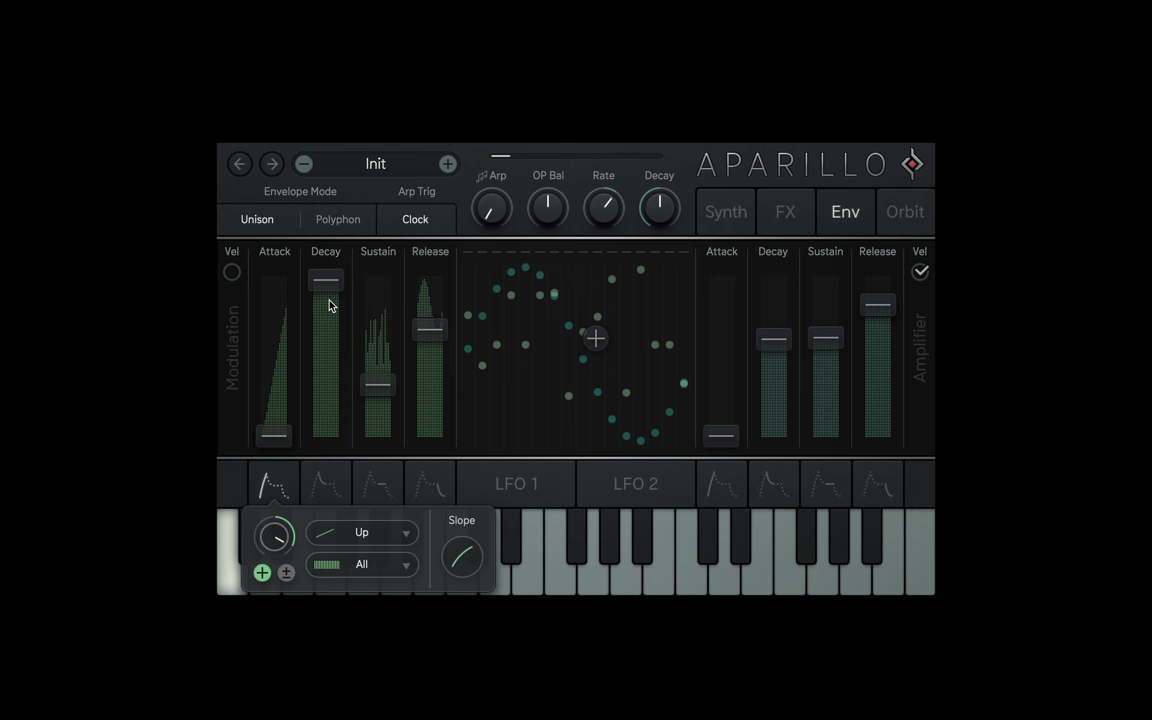 Init
Envelope Mode
Arp Trig
Unison
Polyphon
Clock
Arp
OP Bal
Rate
Decay
APARILLO
Synth
FX
Env
Orbit
Vel
Attack
Decay
Sustain
Release
Attack
Decay
Sustain
Release
Vel
Modulation
Amplifier
LFO 1
LFO 2
Up
All
Slope